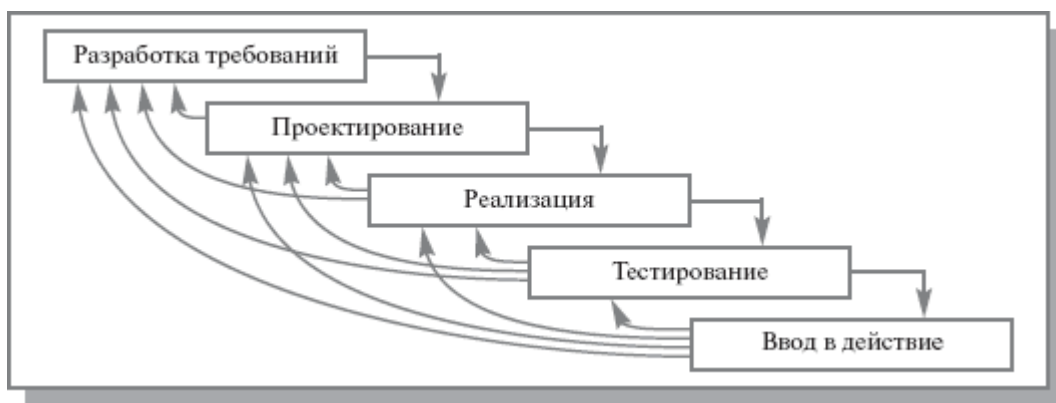 Разработка требований
Проектирование
Реализация
Тестирование
Ввод в действие